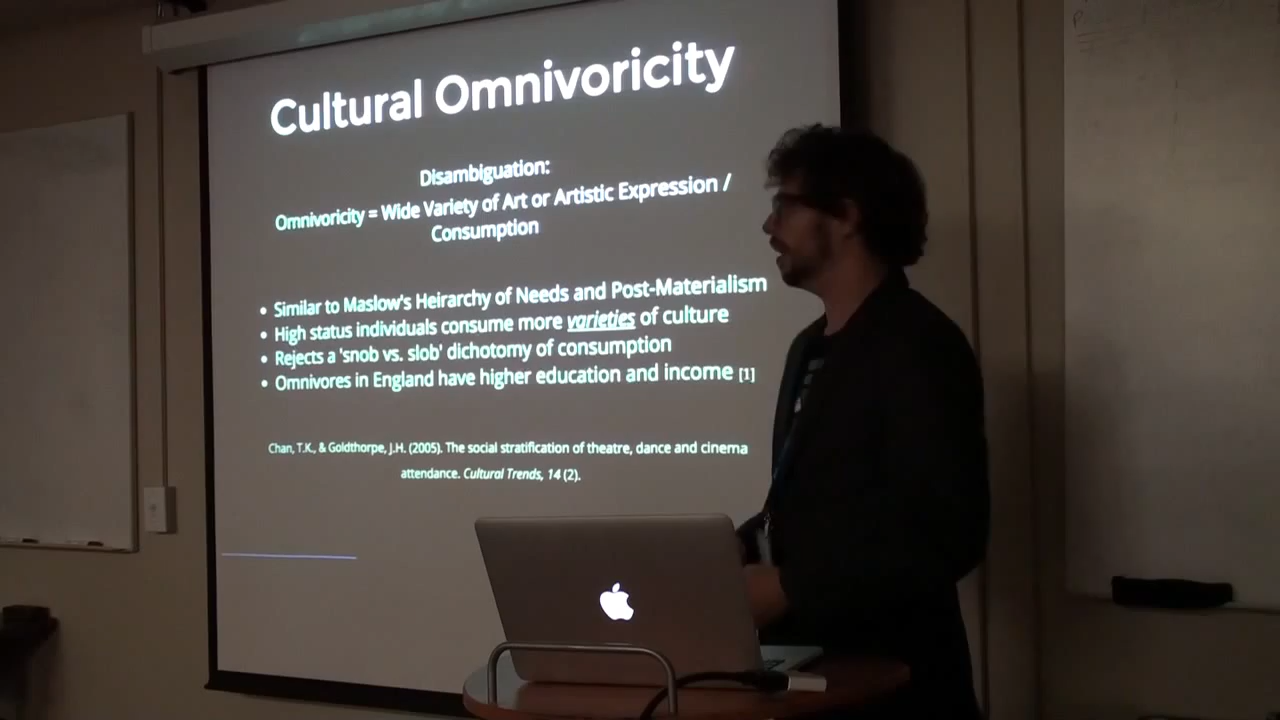 Cultural Omnivoricity
Disambiguation:
Omnivoricity = Wide Variety of Art or Artistic Expression /
Consumption
• Similar to Maslow's Heirarchy of Needs and Post-Materialism
• High status individuals consume more varieties of culture
• Rejects a 'snob vs. slob' dichotomy of consumption
• Omnivores in England have higher education and income [1]
Chan, T.K., & Goldthorpe, J.H. (2005). The social stratification of theatre, dance and cinema
attendance. Cultural Trends, 14 (2).